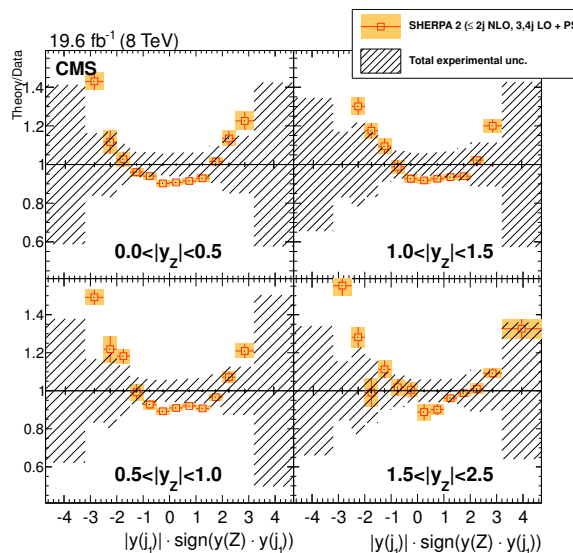 19.6 fb⁻¹ (8 TeV)
SHERPA 2 (≤ 2j NLO, 3,4j LO + PS
Total experimental unc.
CMS
Theory/Data
1.4
1.2
1
0.8
0.6
0.0<|y_Z|<0.5
1.0<|y_Z|<1.5
1.4
1.2
1
0.8
0.6
0.5<|y_Z|<1.0
1.5<|y_Z|<2.5
-4 -3 -2 -1 0 1 2 3 4
-4 -3 -2 -1 0 1 2 3 4
|y(j₁)| · sign(y(Z) · y(j₁))
|y(j₁)| · sign(y(Z) · y(j₁))